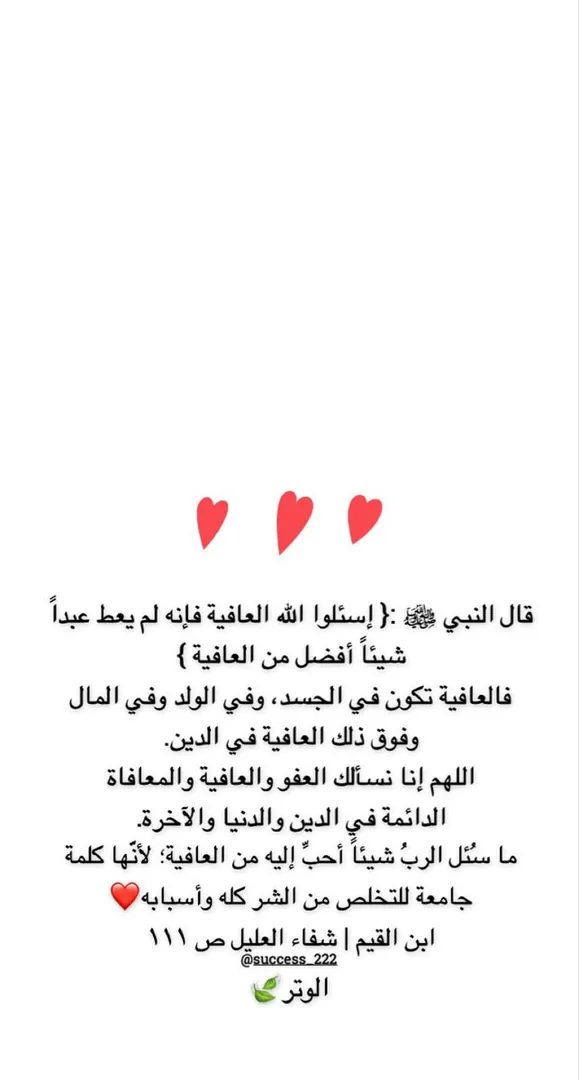 قال النبي ﷺ :{ إسئلوا الله العافية فإنه لم يعط عبداً
شيئاً أفضل من العافية }
فالعافية تكون في الجسد، وفي الولد وفي المال
وفوق ذلك العافية في الدين.
اللهم إنا نسألك العفو والعافية والمعافاة
الدائمة في الدين والدنيا والآخرة.
ما سُئل الربُ شيئاً أحبِّ إليه من العافية؛ لأنّها كلمة
جامعة للتخلص من الشر كله وأسبابه❤️
ابن القيم | شفاء العليل ص ١١١
@success_222
الوتر🍃